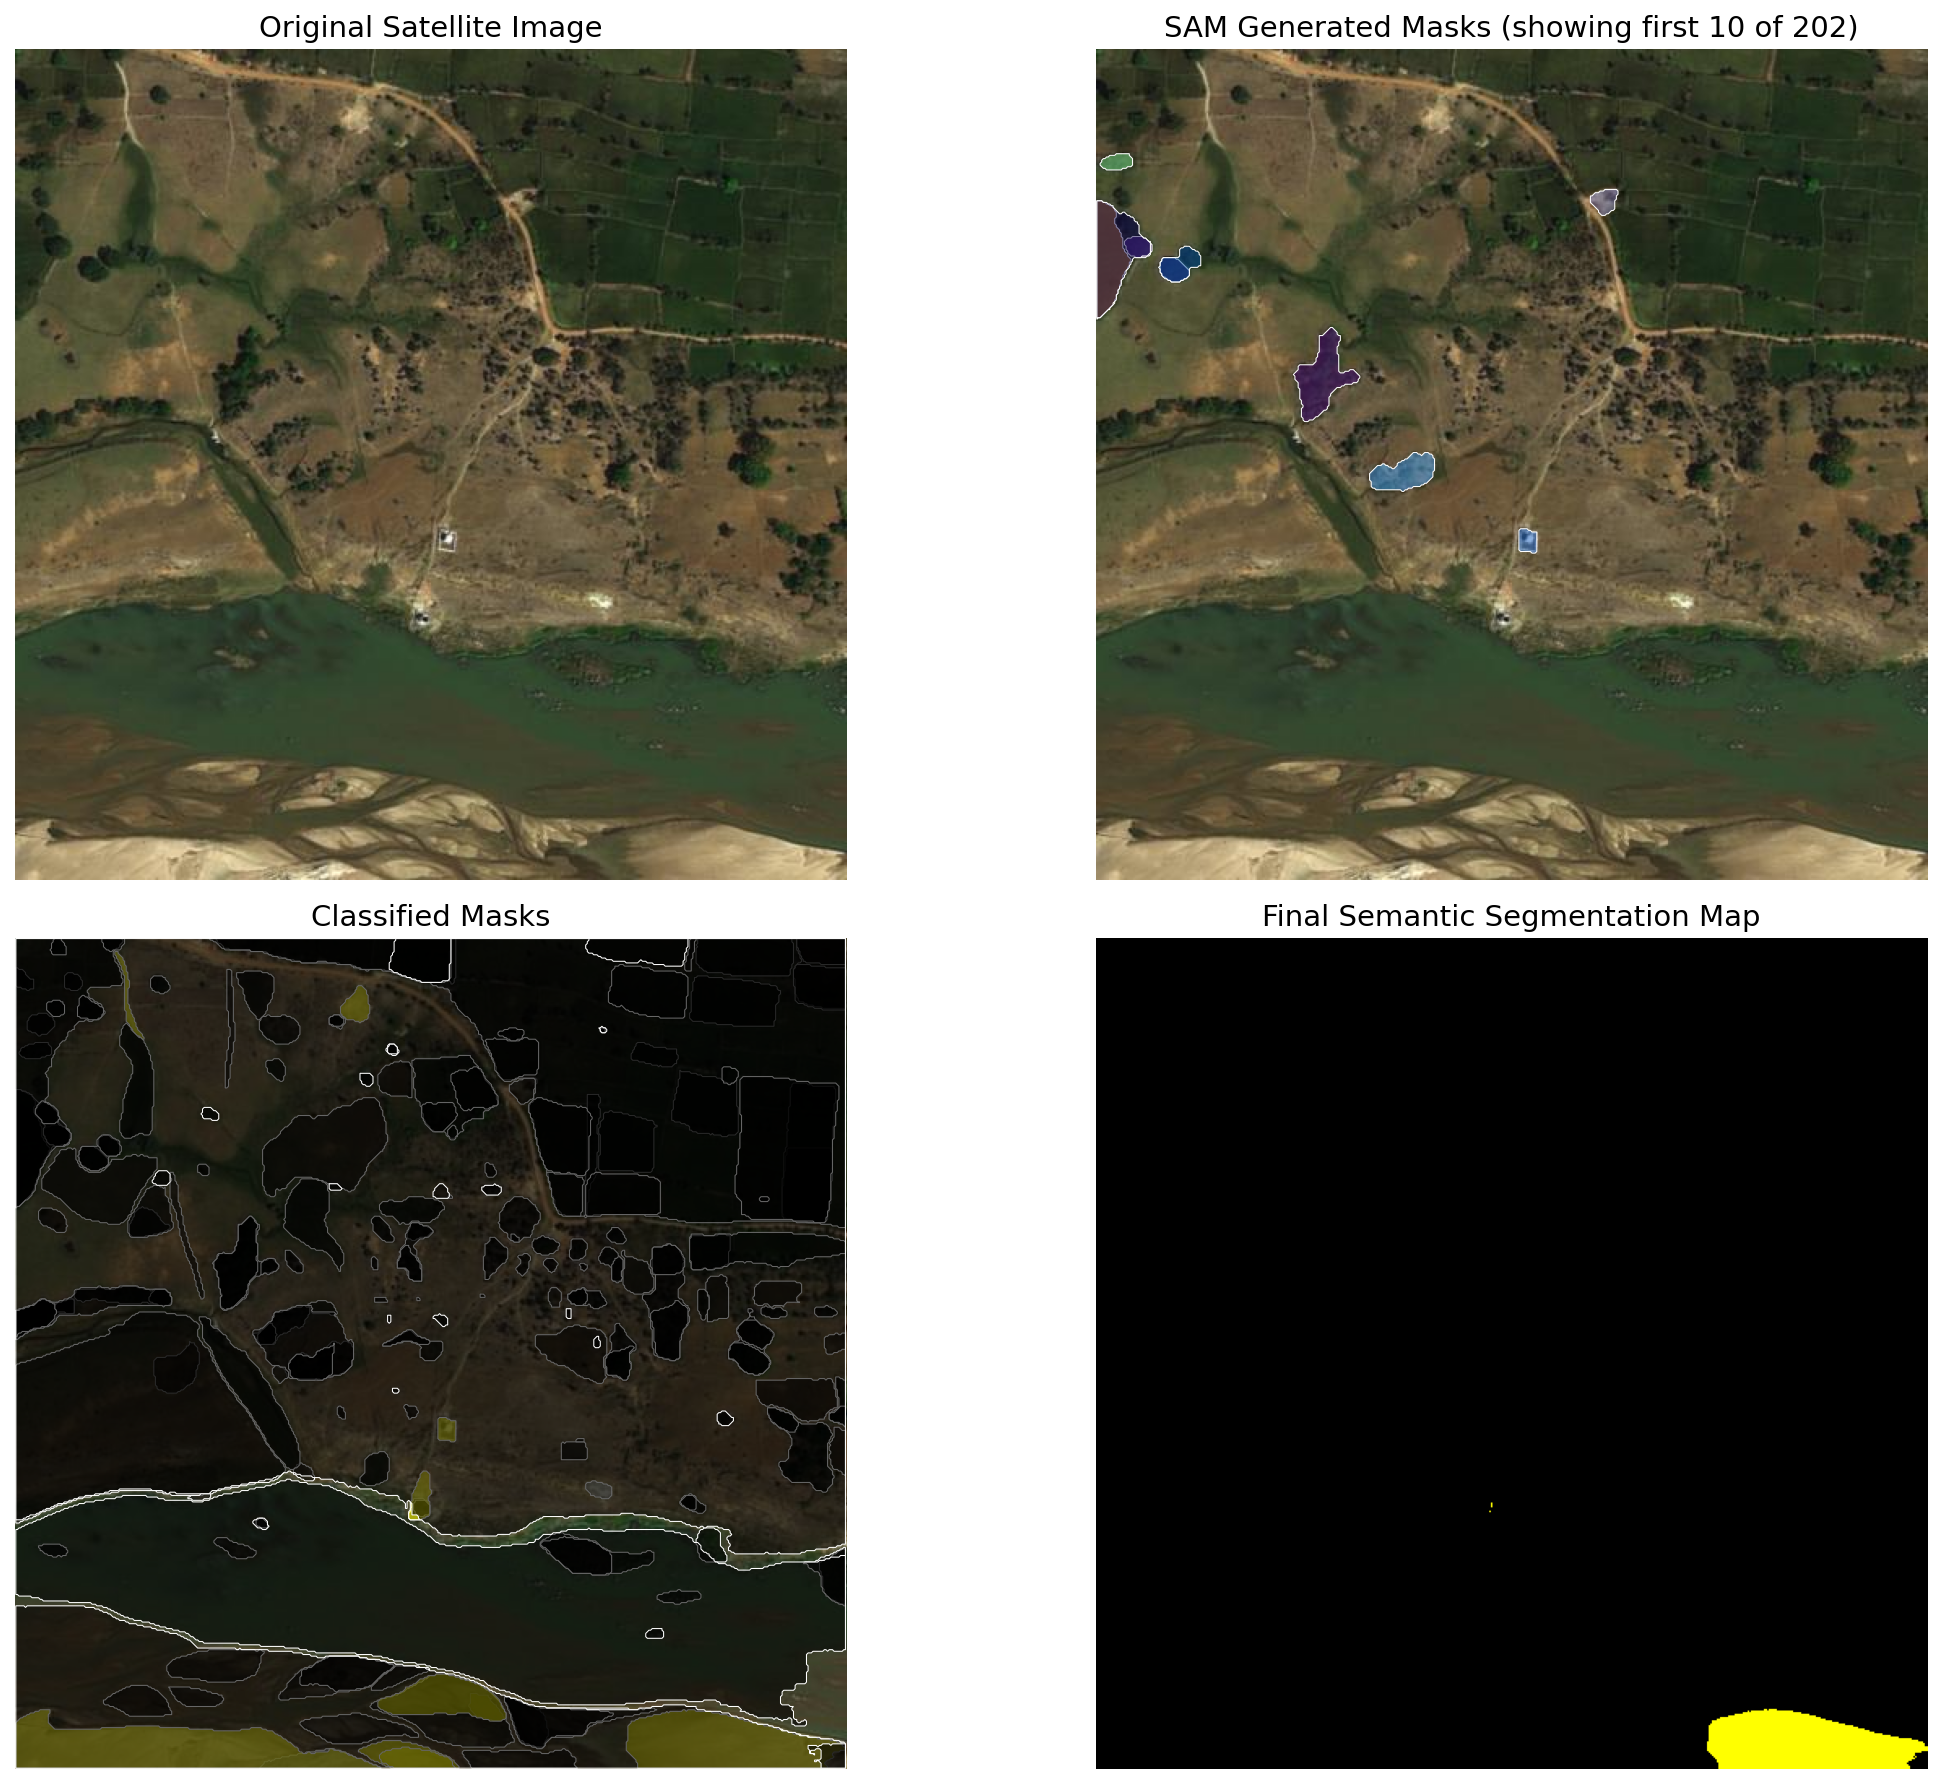 Original Satellite Image
SAM Generated Masks (showing first 10 of 202)
Classified Masks
Final Semantic Segmentation Map